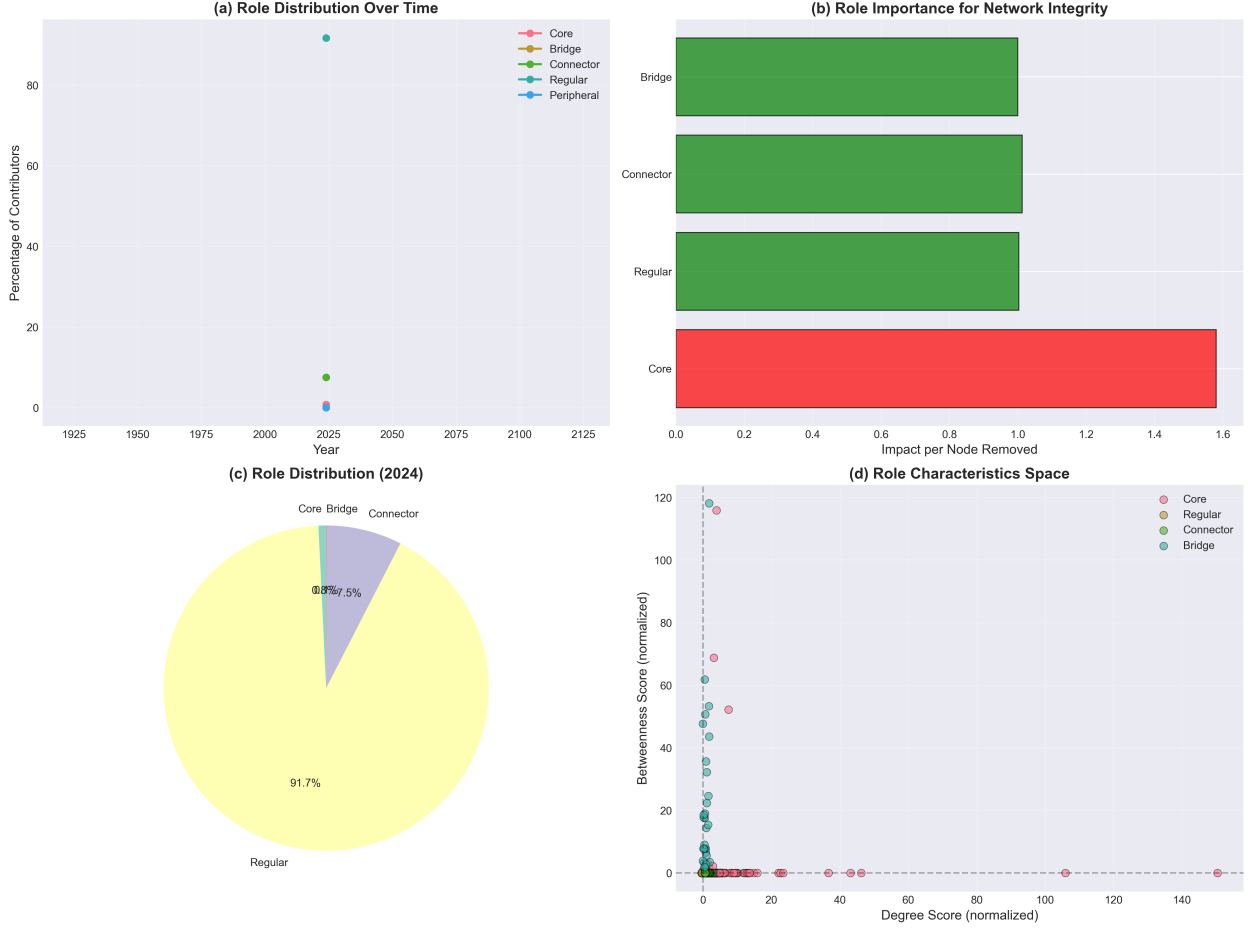 (a) Role Distribution Over Time
Percentage of Contributors
80
60
40
20
0
1925 1950 1975 2000 2025 2050 2075 2100 2125
Year
Core
Bridge
Connector
Regular
Peripheral
(b) Role Importance for Network Integrity
Bridge
Connector
Regular
Core
0.0 0.2 0.4 0.6 0.8 1.0 1.2 1.4 1.6
Impact per Node Removed
(c) Role Distribution (2024)
Core Bridge
Connector
7.5%
91.7%
Regular
(d) Role Characteristics Space
Betweenness Score (normalized)
120
100
80
60
40
20
0
0 20 40 60 80 100 120 140
Degree Score (normalized)
Core
Regular
Connector
Bridge